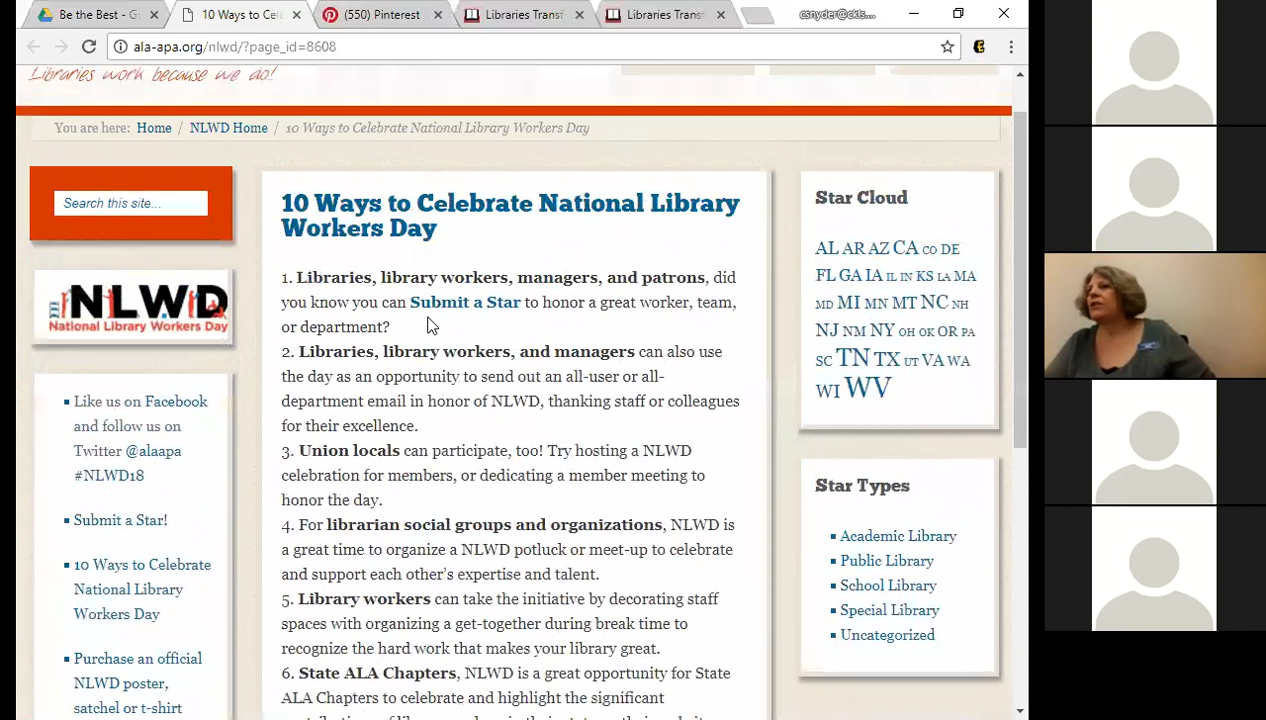 Be the Best - G
10 Ways to Cel
(550) Pinterest
Libraries Transf
Libraries Transf
csnyder@ckls....
ala-apa.org/nlwd/?page_id=8608
Libraries work because we do!
You are here: Home / NLWD Home / 10 Ways to Celebrate National Library Workers Day
Search this site...
NLWD
National Library Workers Day
Like us on Facebook
and follow us on
Twitter @alaapa
#NLWD18
Submit a Star!
10 Ways to Celebrate
National Library
Workers Day
Purchase an official
NLWD poster,
satchel or t-shirt
10 Ways to Celebrate National Library
Workers Day
1. Libraries, library workers, managers, and patrons, did
you know you can Submit a Star to honor a great worker, team,
or department?
2. Libraries, library workers, and managers can also use
the day as an opportunity to send out an all-user or all-
department email in honor of NLWD, thanking staff or colleagues
for their excellence.
3. Union locals can participate, too! Try hosting a NLWD
celebration for members, or dedicating a member meeting to
honor the day.
4. For librarian social groups and organizations, NLWD is
a great time to organize a NLWD potluck or meet-up to celebrate
and support each other's expertise and talent.
5. Library workers can take the initiative by decorating staff
spaces with organizing a get-together during break time to
recognize the hard work that makes your library great.
6. State ALA Chapters, NLWD is a great opportunity for State
ALA Chapters to celebrate and highlight the significant
Star Cloud
AL AR AZ CA CO DE
FL GA IA IL IN KS LA MA
MD MI MN MT NC NH
NJ NM NY OH OK OR PA
SC TN TX UT VA WA
WI WV
Star Types
Academic Library
Public Library
School Library
Special Library
Uncategorized